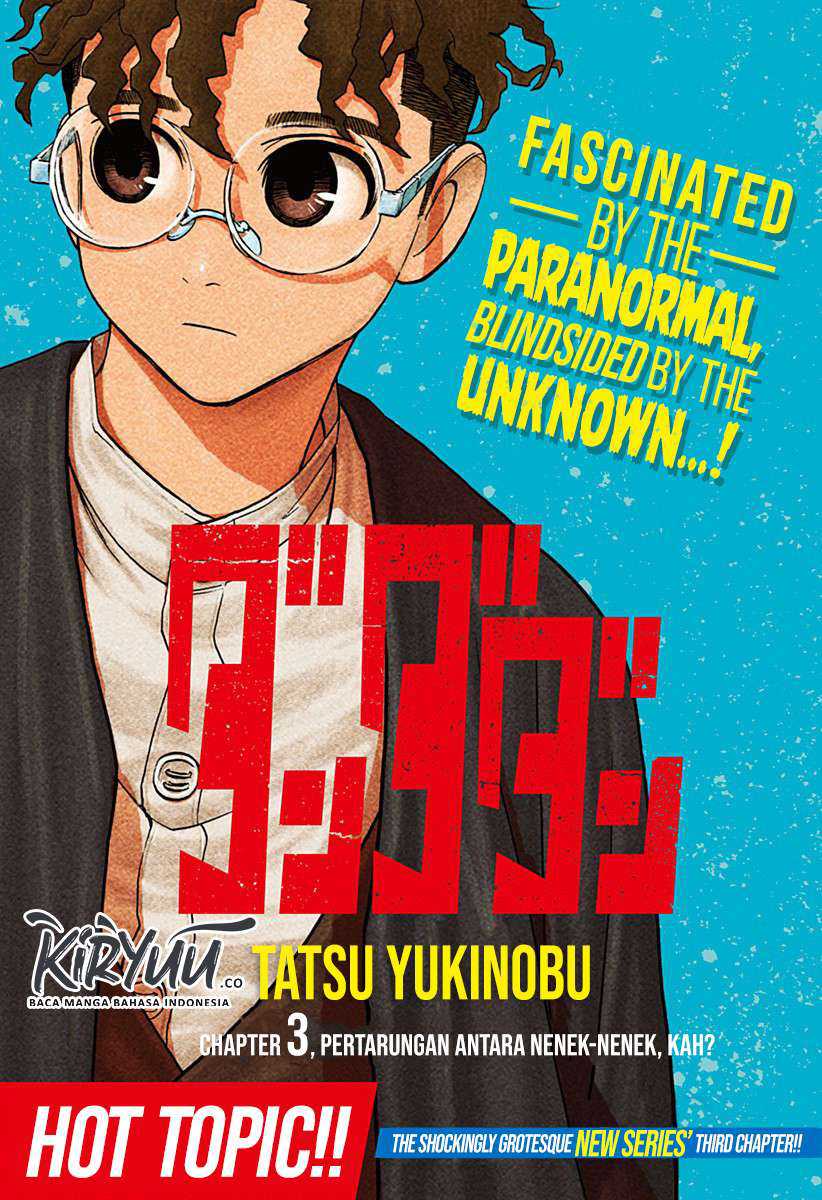 FASCINATED
BY THE
PARANORMAL,
BLINDSIDED BY THE
UNKNOWN...!
ダンダダン
KIRYUU.CO
BACA MANGA BAHASA INDONESIA
TATSU YUKINOBU
CHAPTER 3, PERTARUNGAN ANTARA NENEK-NENEK, KAH?
HOT TOPIC!!
THE SHOCKINGLY GROTESQUE NEW SERIES' THIRD CHAPTER!!